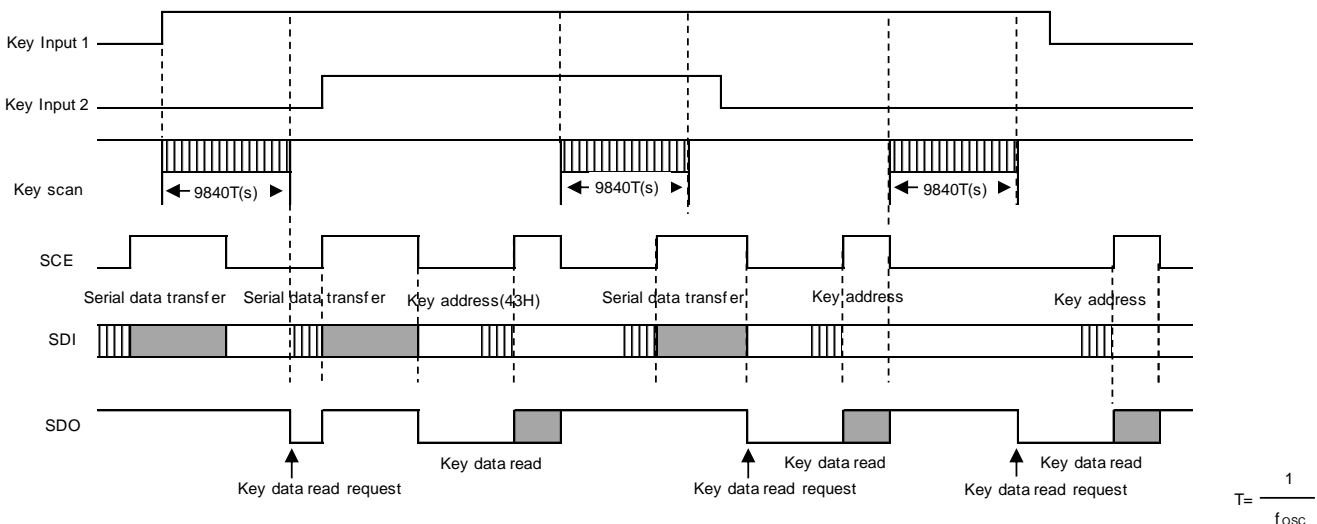 Key Input 1
Key Input 2
Key scan
9840T(s) 9840T(s) 9840T(s)
SCE
Serial data transfer Serial data transfer Key address(43H) Serial data transfer Key address Key address
SDI
SDO
Key data read Key data read Key data read
Key data read request Key data read request Key data read request
T= 1
fosc